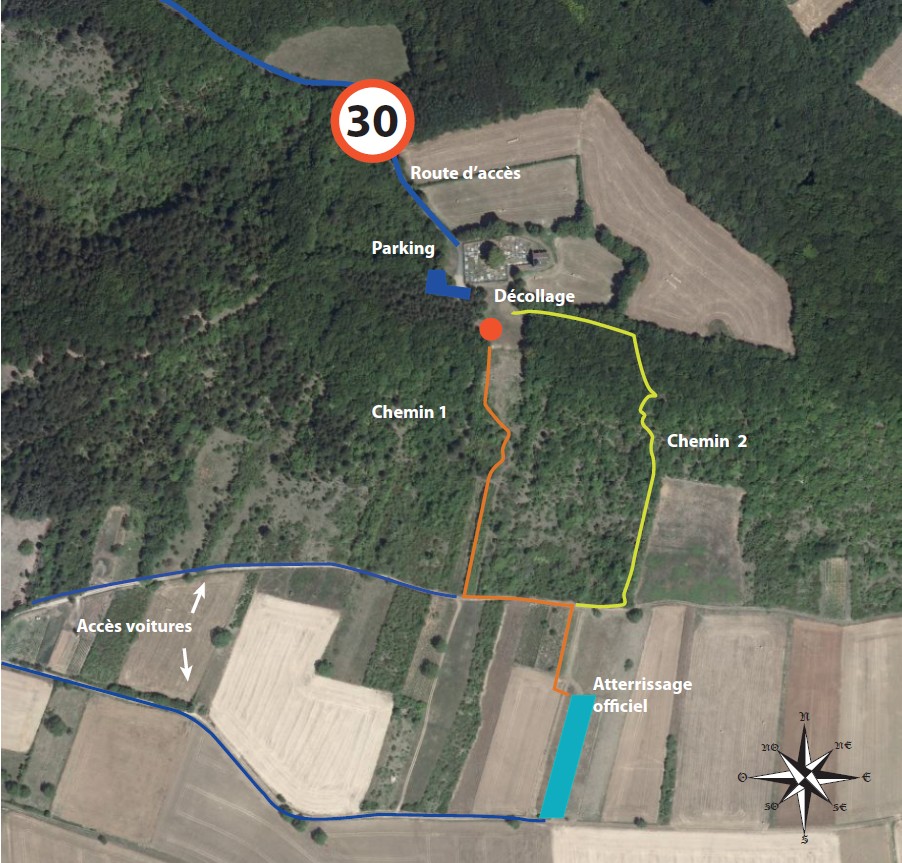 30
Route d'accès
Parking
Décollage
Chemin 1
Chemin 2
Accès voitures
Atterrissage
officiel
N
NO
NE
O
E
SO
SE
S